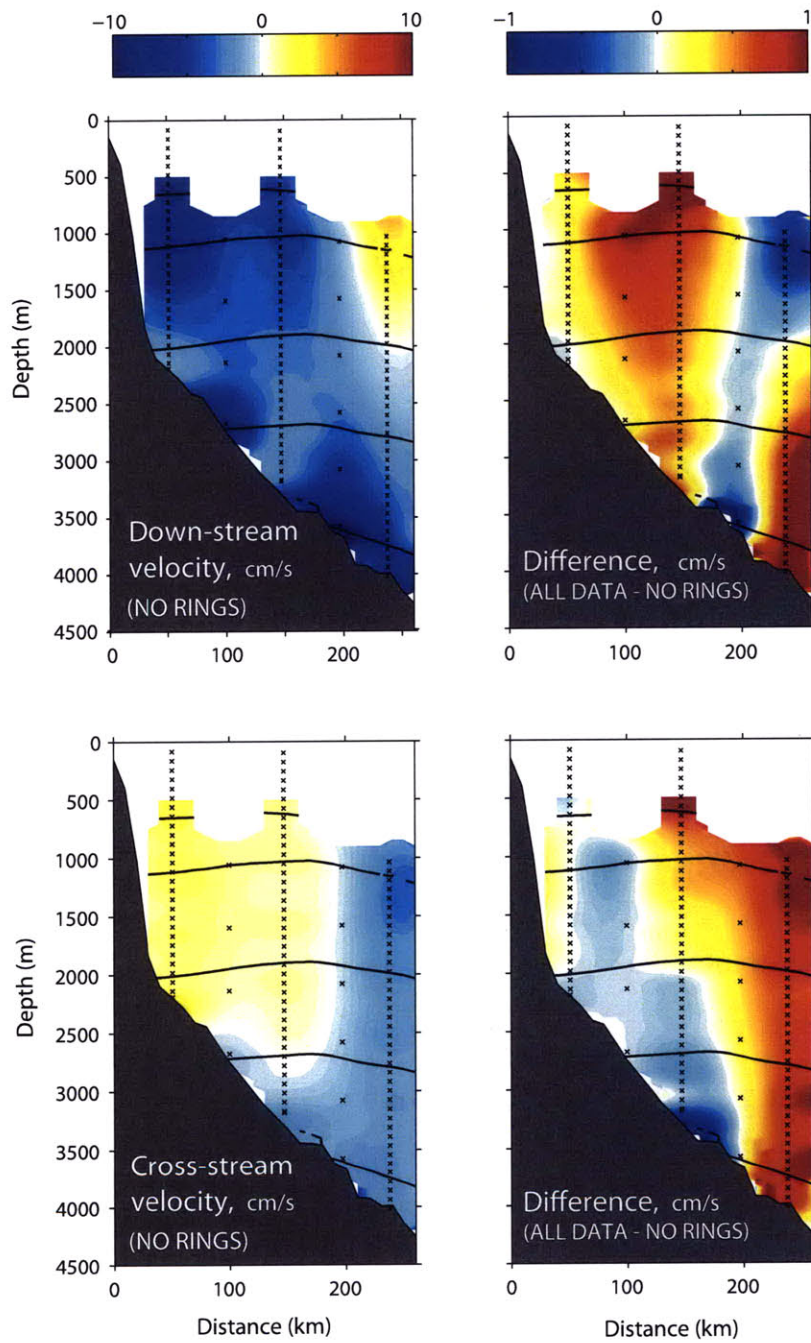 −10 0 10
−1 0 1
0
500
1000
1500
2000
2500
3000
3500
4000
4500
Depth (m)
Down-stream
velocity, cm/s
(NO RINGS)
0 100 200
Difference, cm/s
(ALL DATA - NO RINGS)
0 100 200
0
500
1000
1500
2000
2500
3000
3500
4000
4500
Depth (m)
Cross-stream
velocity, cm/s
(NO RINGS)
0 100 200
Distance (km)
Difference, cm/s
(ALL DATA - NO RINGS)
0 100 200
Distance (km)